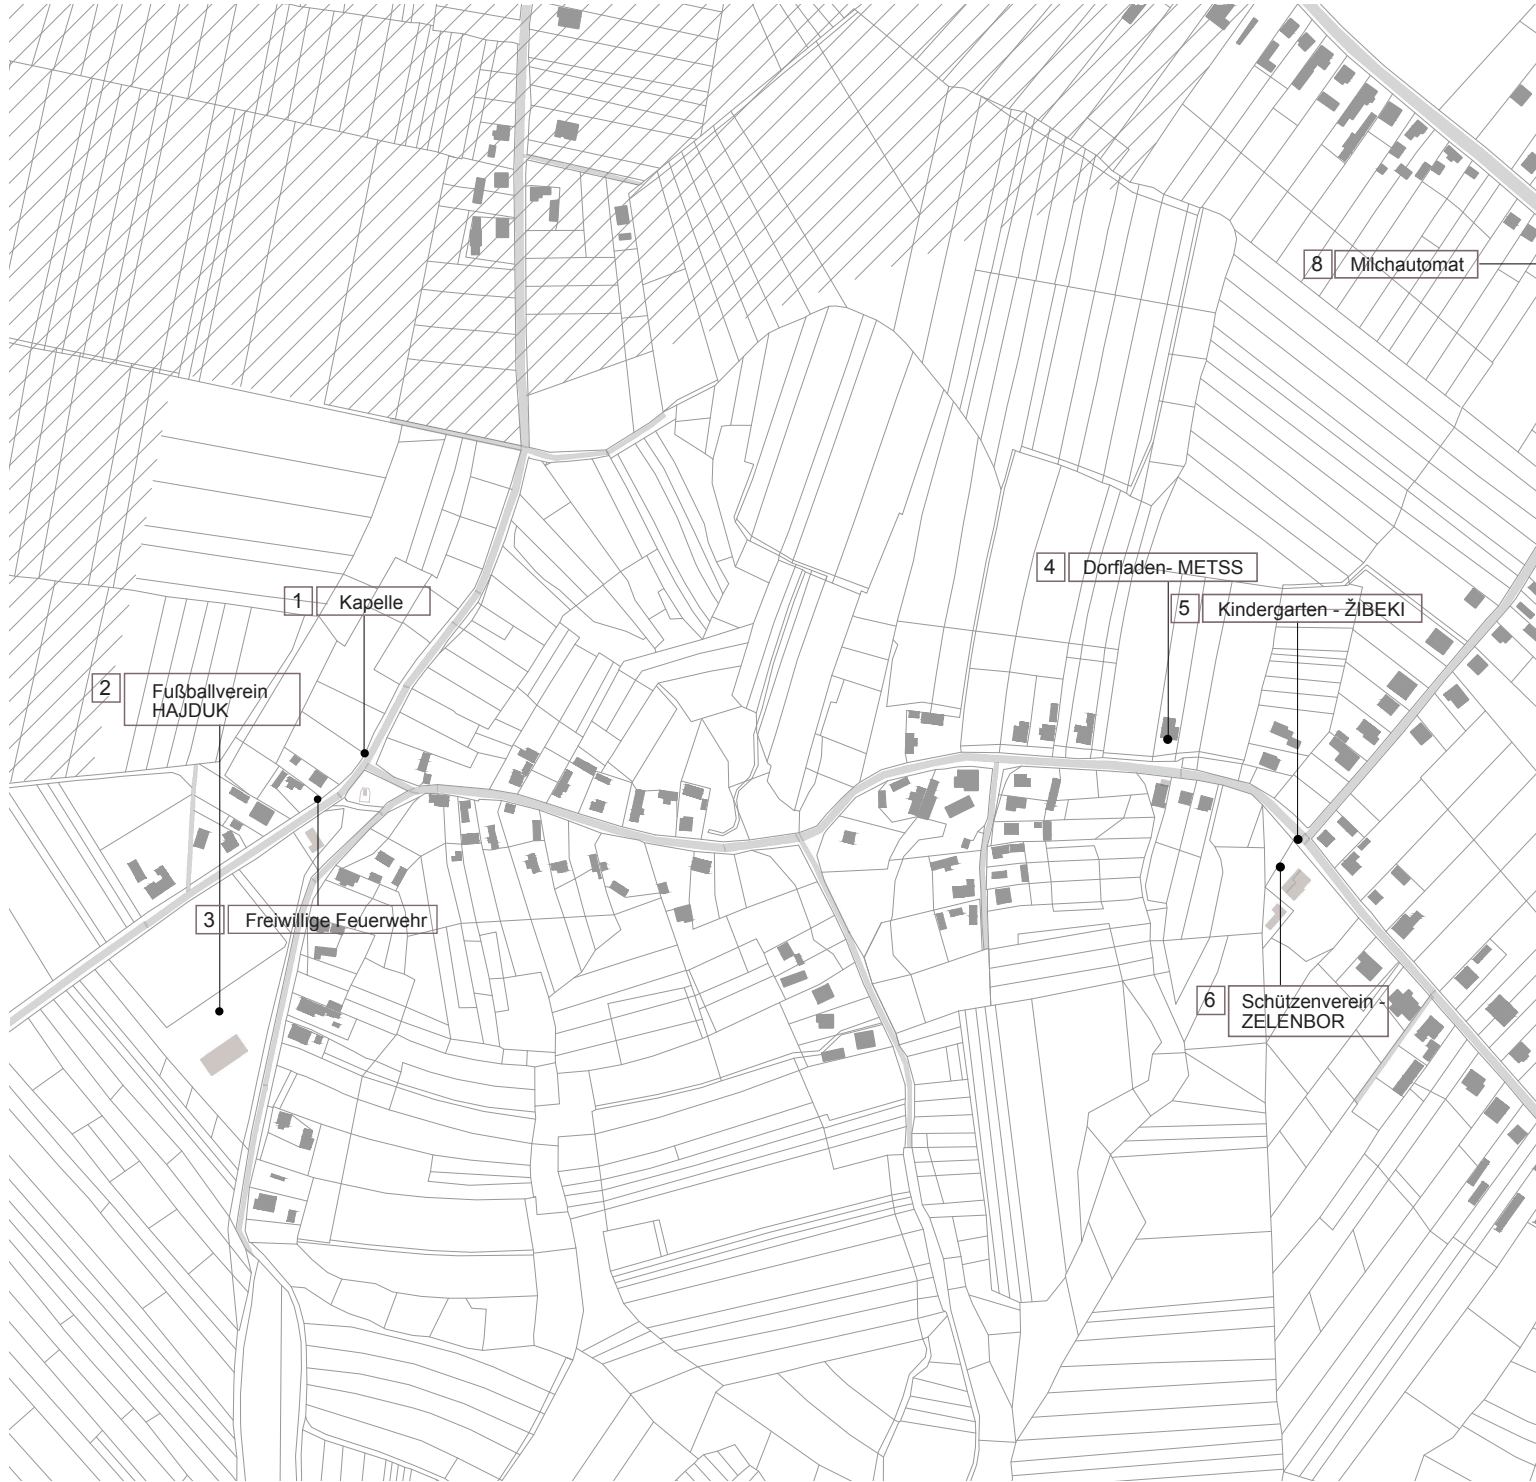 8 Milchautomat
4 Dorfladen- METSS
1 Kapelle
5 Kindergarten - ŽIBEKI
2 Fußballverein
HAJDUK
3 Freiwillige Feuerwehr
6 Schützenverein -
ZELENBOR